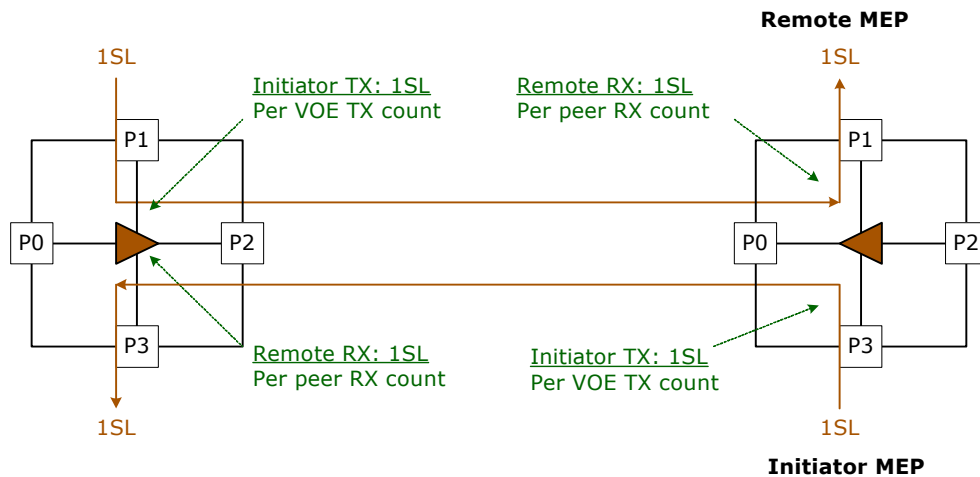 Remote MEP
1SL
1SL
Initiator TX: 1SL
Per VOE TX count
Remote RX: 1SL
Per peer RX count
P1
P1
P0
P2
P0
P2
P3
P3
Remote RX: 1SL
Per peer RX count
Initiator TX: 1SL
Per VOE TX count
1SL
1SL
Initiator MEP